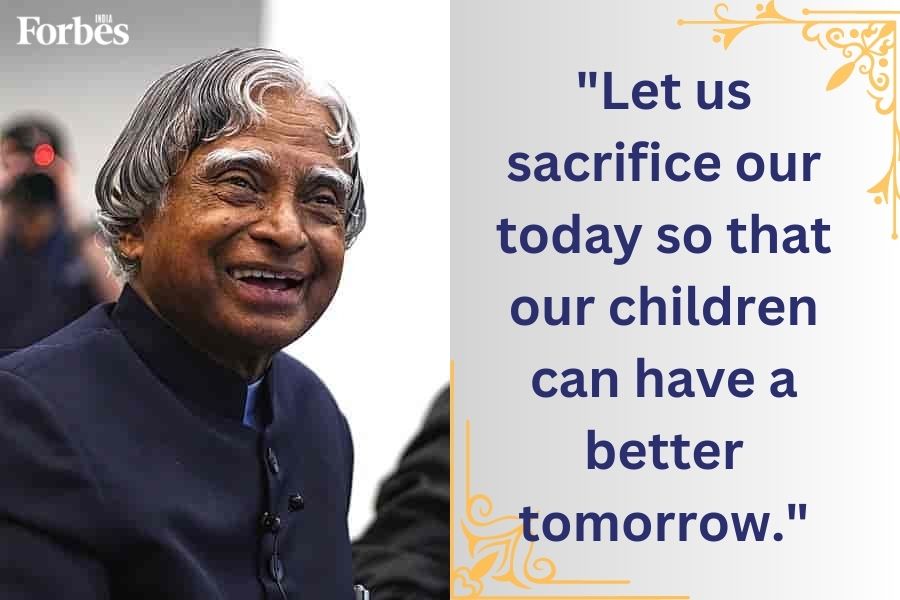 Forbes
INDIA
"Let us
sacrifice our
today so that
our children
can have a
better
tomorrow."